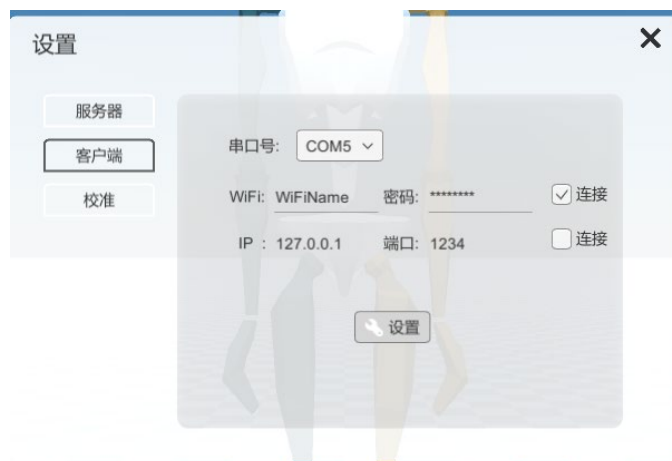 设置
服务器
客户端
校准
串口号: COM5
WiFi: WiFiName 密码: ******** 连接
IP : 127.0.0.1 端口: 1234 连接
设置